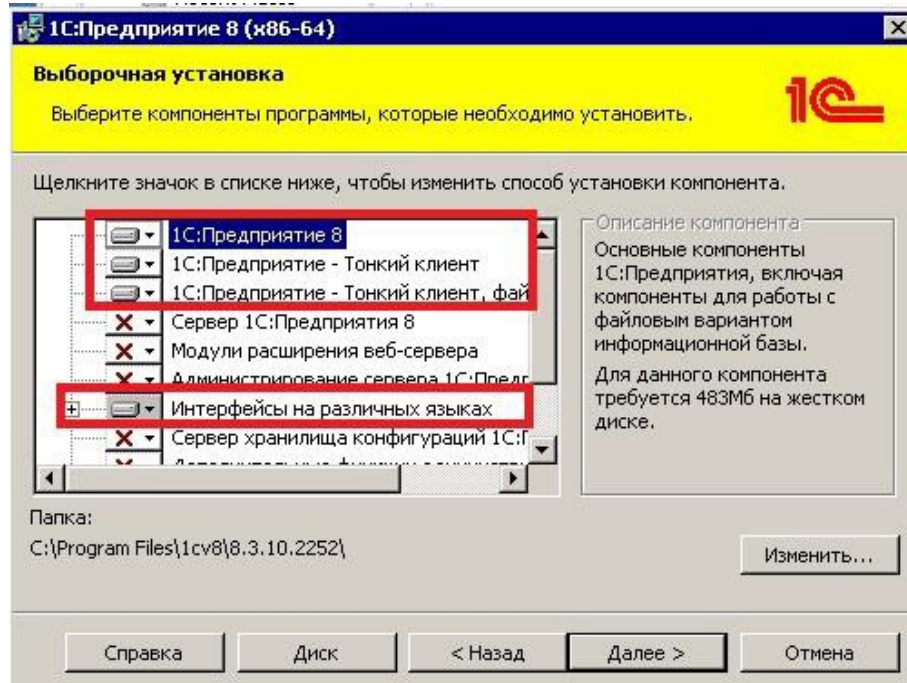 1С:Предприятие 8 (x86-64)
Выборочная установка
Выберите компоненты программы, которые необходимо установить.
1С
Щелкните значок в списке ниже, чтобы изменить способ установки компонента.
1С:Предприятие 8
1С:Предприятие - Тонкий клиент
1С:Предприятие - Тонкий клиент, фай
Сервер 1С:Предприятия 8
Модули расширения веб-сервера
Администрирование сервера 1С:Предп
Интерфейсы на различных языках
Сервер хранилища конфигураций 1С:П
Описание компонента
Основные компоненты
1С:Предприятия, включая
компоненты для работы с
файловым вариантом
информационной базы.
Для данного компонента
требуется 483Мб на жестком
диске.
Папка:
C:\Program Files\1cv8\8.3.10.2252\
Изменить...
Справка
Диск
< Назад
Далее >
Отмена